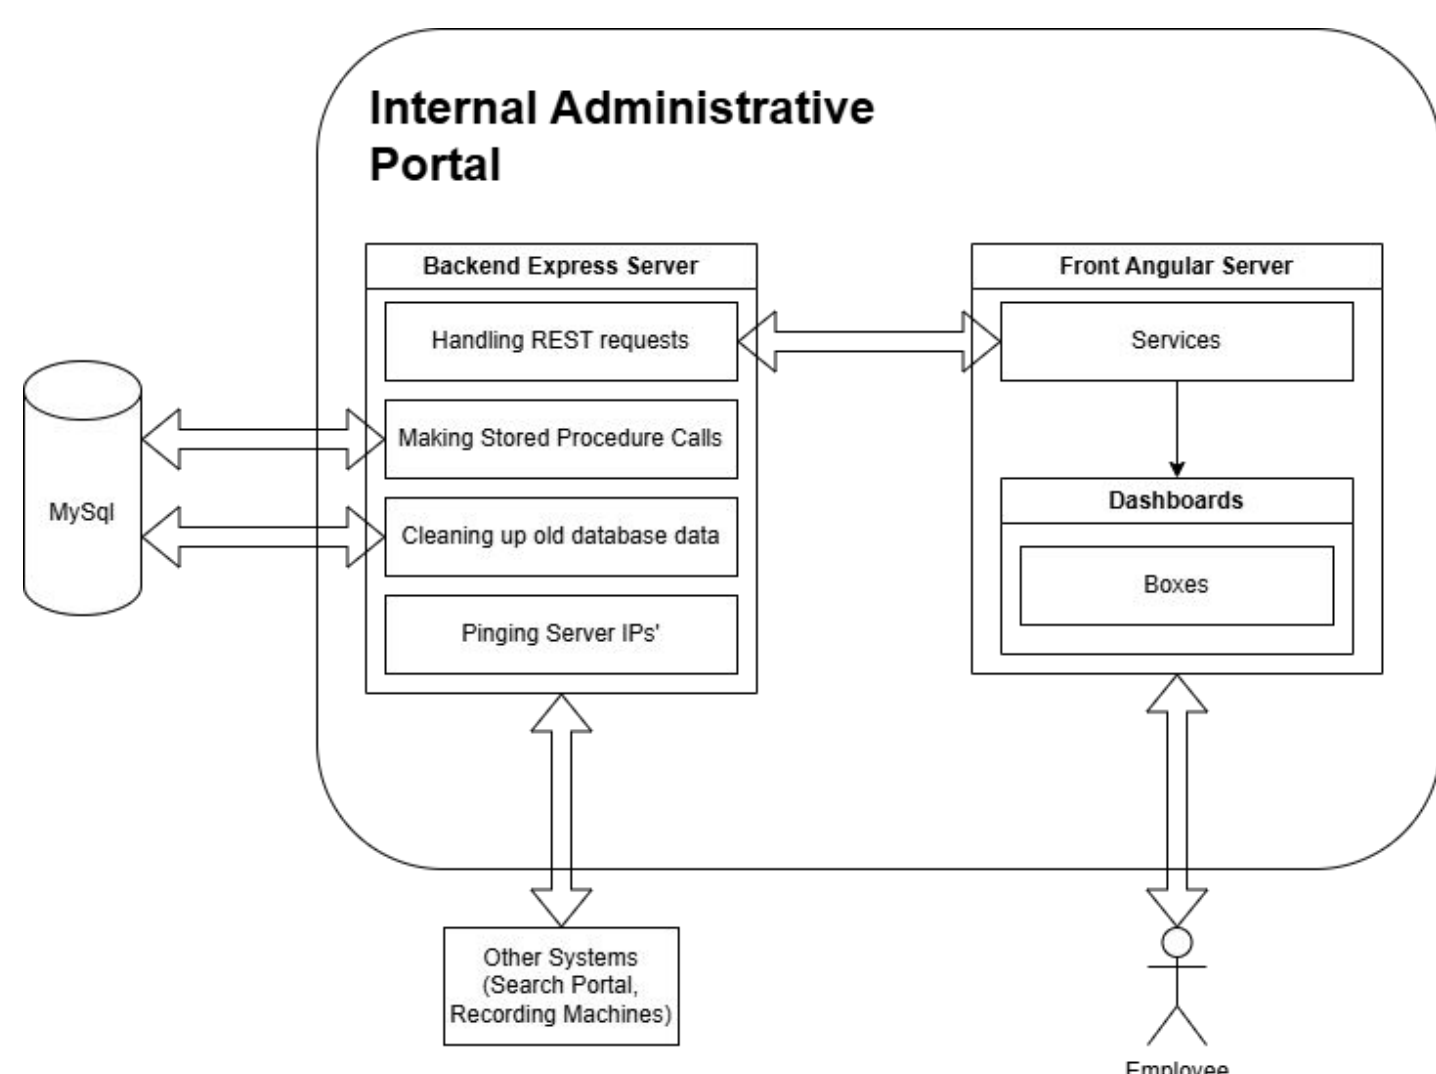 Internal Administrative
Portal
Backend Express Server
Front Angular Server
Handling REST requests
Services
Making Stored Procedure Calls
MySql
Dashboards
Cleaning up old database data
Boxes
Pinging Server IPs'
Other Systems
(Search Portal,
Recording Machines)
Employee